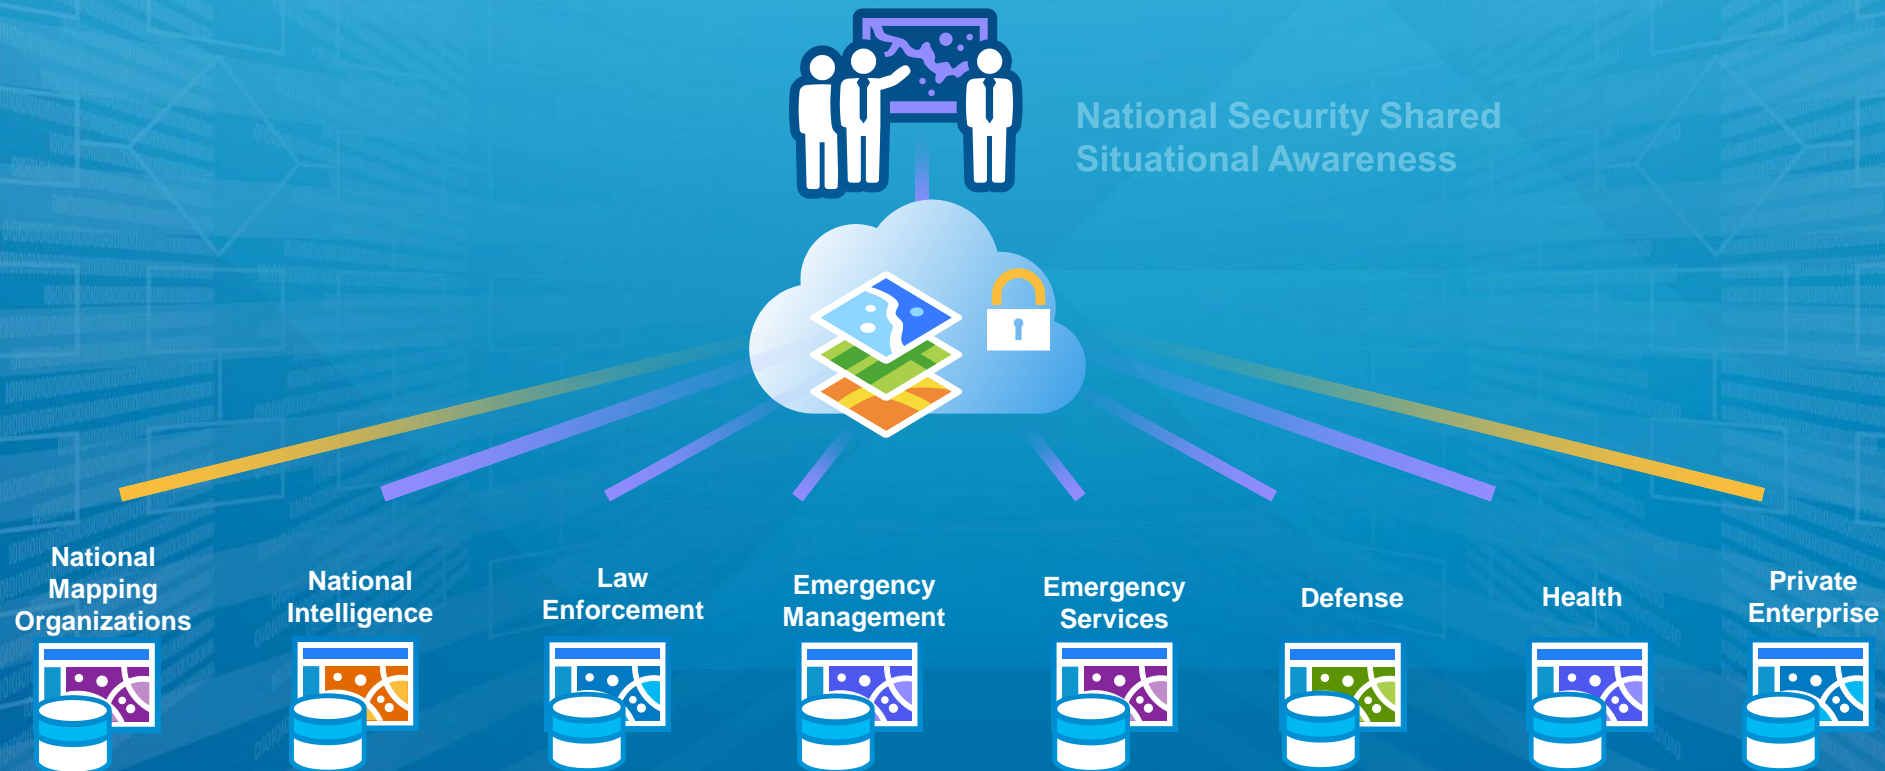 National Security Shared
Situational Awareness
National
Mapping
Organizations
National
Intelligence
Law
Enforcement
Emergency
Management
Emergency
Services
Defense
Health
Private
Enterprise